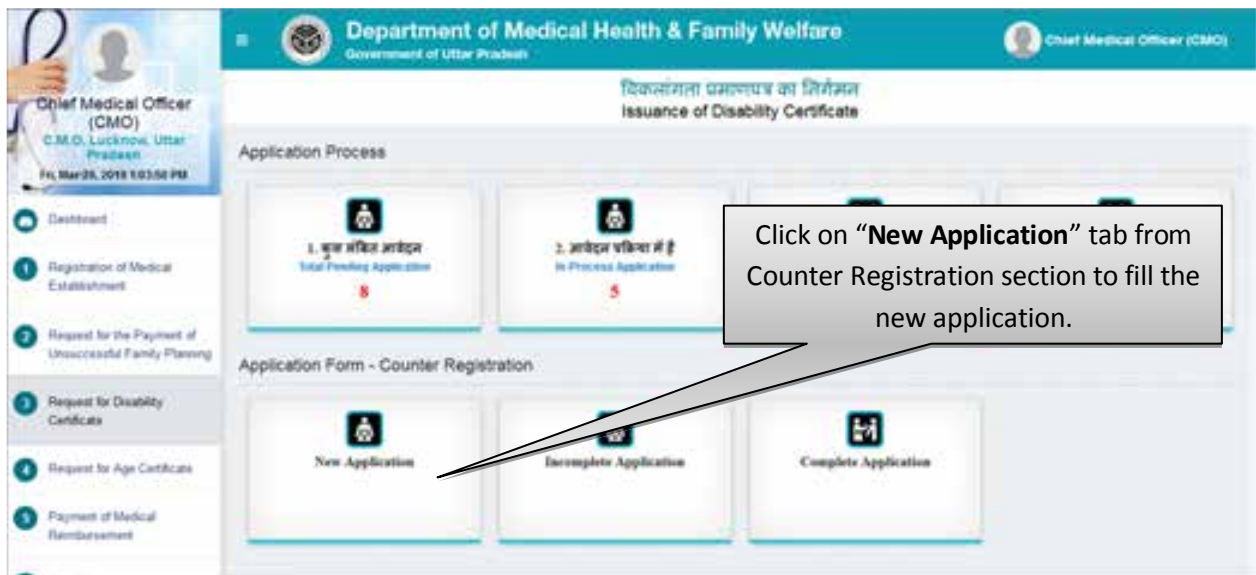 Department of Medical Health & Family Welfare
Government of Uttar Pradesh
Chief Medical Officer (CMO)
Chief Medical Officer
(CMO)
C.M.O, Lucknow, Uttar
Pradesh
विकलांगता प्रमाणपत्र का निर्गमन
Issuance of Disability Certificate
Dashboard
1 Registration of Medical
Establishment
2 Request for the Payment of
Unsuccessful Family Planning
3 Request for Disability
Certificate
4 Request for Age Certificate
5 Payment of Medical
Reimbursement
Application Process
1. कुल लंबित आवेदन
Total Pending Application
8
2. आवेदन प्रक्रिया में है
In-Process Application
5
Click on “New Application” tab from
Counter Registration section to fill the
new application.
Application Form - Counter Registration
New Application
Incomplete Application
Complete Application